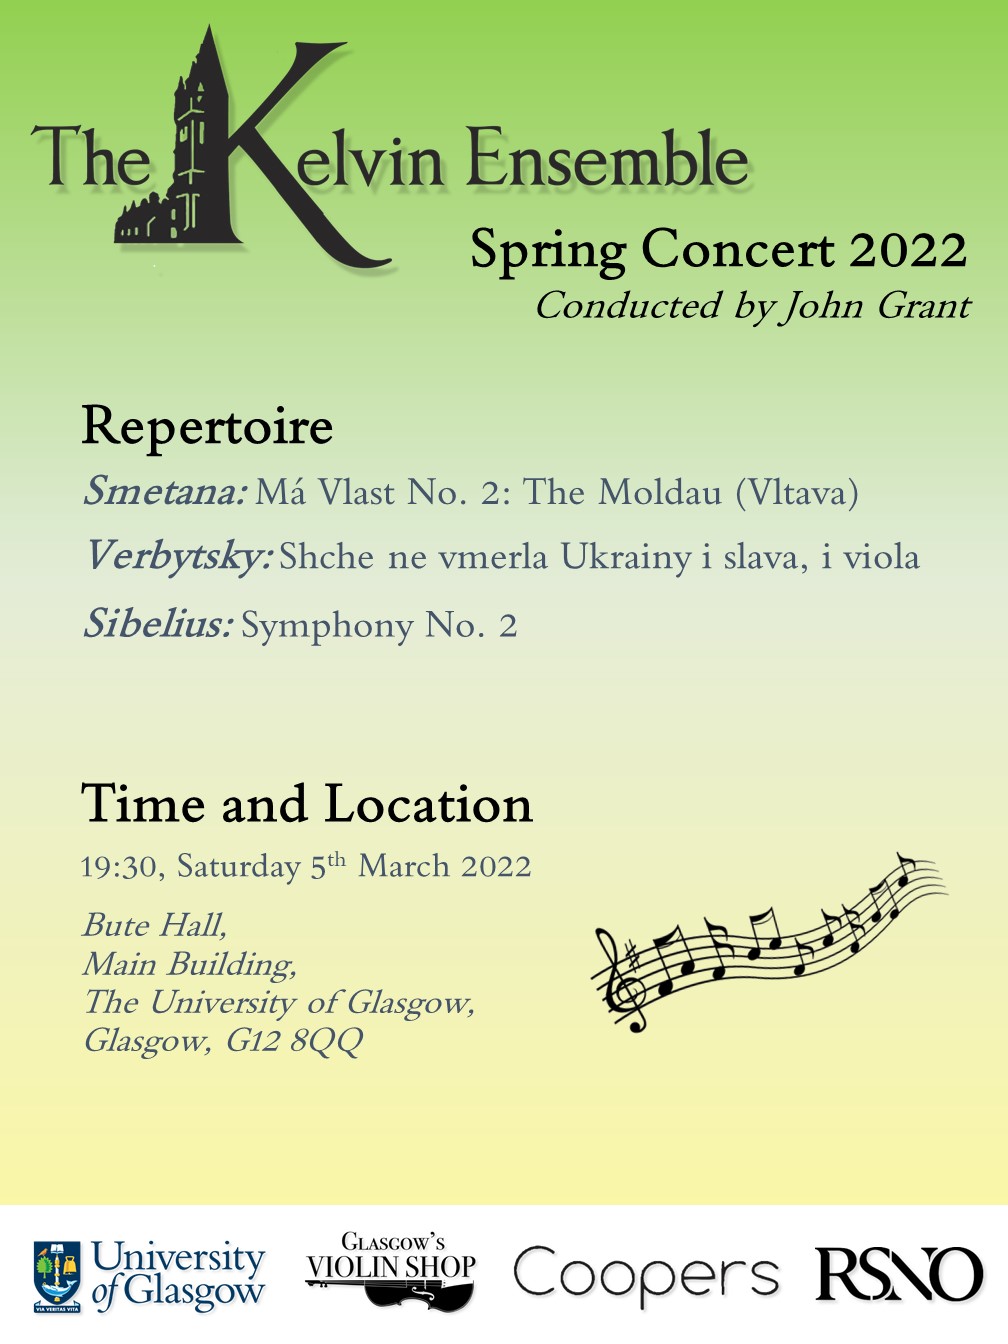 The Kelvin Ensemble
Spring Concert 2022
Conducted by John Grant
Repertoire
Smetana: Má Vlast No. 2: The Moldau (Vltava)
Verbytsky: Shche ne vmerla Ukrainy i slava, i viola
Sibelius: Symphony No. 2
Time and Location
19:30, Saturday 5th March 2022
Bute Hall,
Main Building,
The University of Glasgow,
Glasgow, G12 8QQ
University
of Glasgow
VIA VERITAS VITA
GLASGOW'S
VIOLIN SHOP
Coopers
RSNO